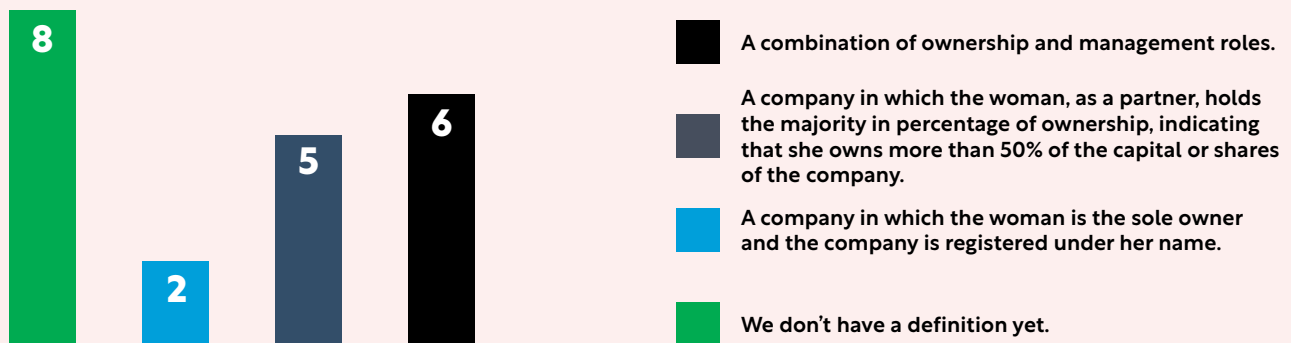 8
2
5
6
A combination of ownership and management roles.
A company in which the woman, as a partner, holds
the majority in percentage of ownership, indicating
that she owns more than 50% of the capital or shares
of the company.
A company in which the woman is the sole owner
and the company is registered under her name.
We don’t have a definition yet.